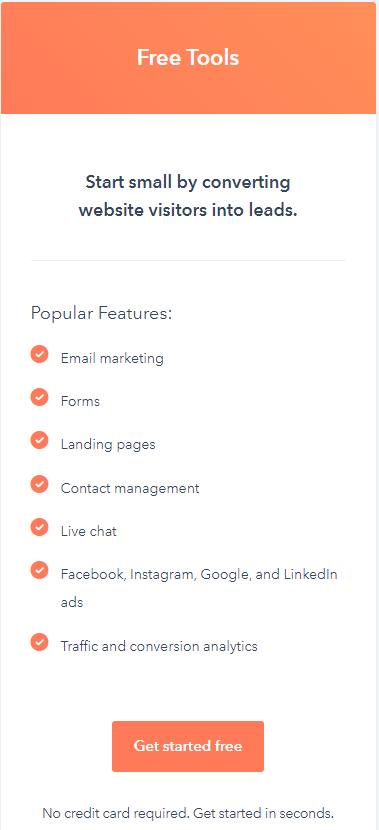 Free Tools
Start small by converting
website visitors into leads.
Popular Features:
Email marketing
Forms
Landing pages
Contact management
Live chat
Facebook, Instagram, Google, and LinkedIn
ads
Traffic and conversion analytics
Get started free
No credit card required. Get started in seconds.